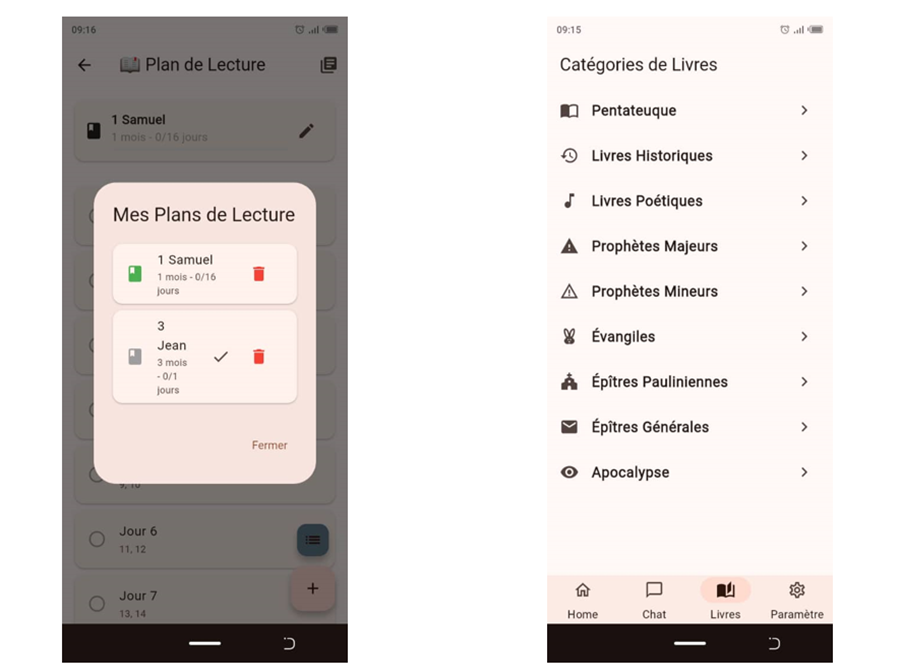 09:16
Plan de Lecture
1 Samuel
1 mois - 0/16 jours
Mes Plans de Lecture
1 Samuel
1 mois - 0/16
jours
3
Jean
3 mois
- 0/1
jours
Fermer
9, 10
Jour 6
11, 12
Jour 7
13, 14
09:15
Catégories de Livres
Pentateuque
Livres Historiques
Livres Poétiques
Prophètes Majeurs
Prophètes Mineurs
Évangiles
Épîtres Pauliniennes
Épîtres Générales
Apocalypse
Home
Chat
Livres
Paramètre